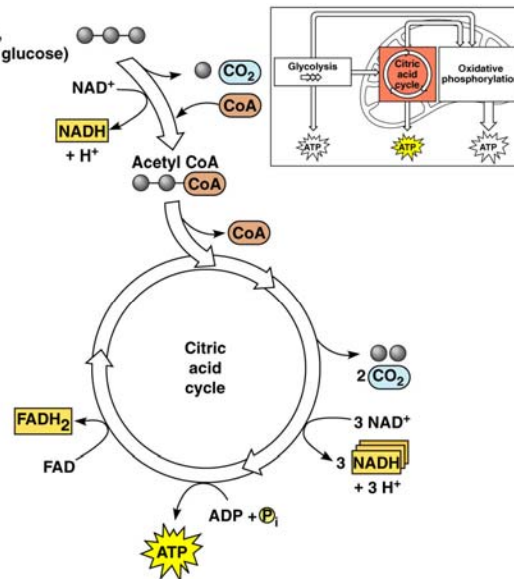 glucose)
CO₂
NAD⁺
CoA
NADH
+ H⁺
Acetyl CoA
CoA
CoA
Citric
acid
cycle
2 CO₂
FADH₂
3 NAD⁺
FAD
3 NADH
+ 3 H⁺
ADP + Pᵢ
ATP
Glycolysis
Citric
acid
cycle
Oxidative
phosphorylation
ATP
ATP
ATP